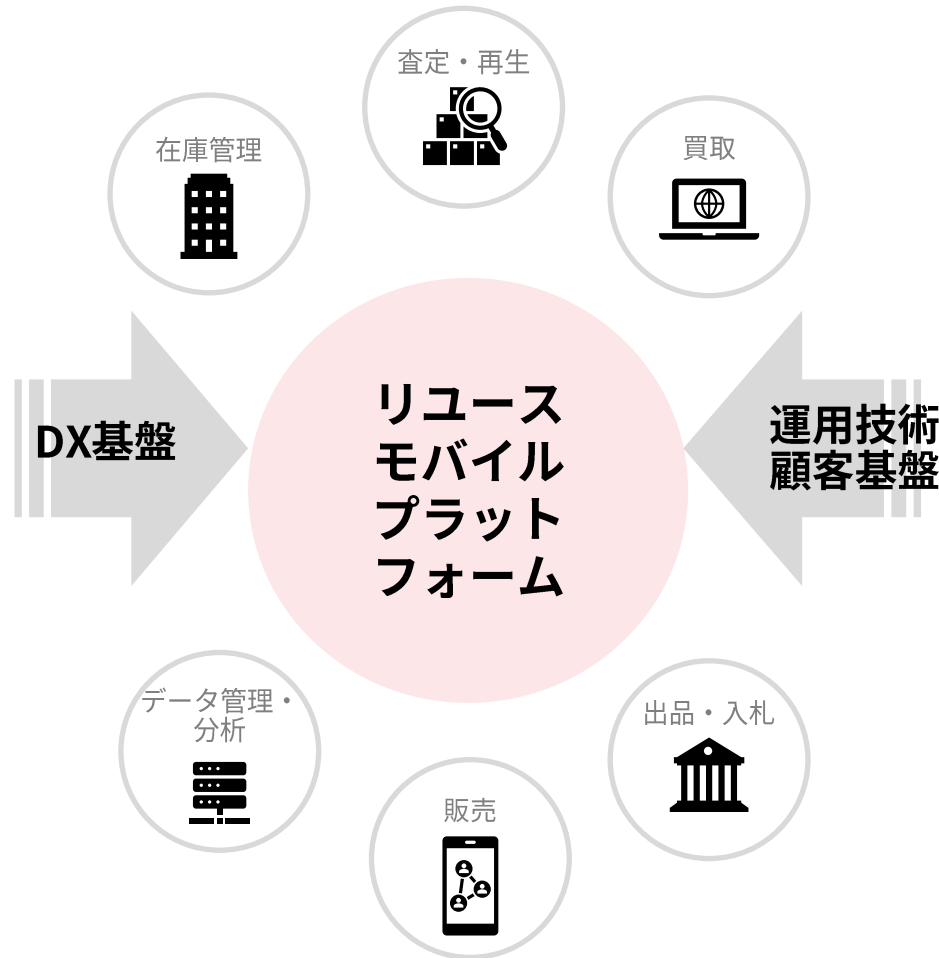 査定・再生
在庫管理
買取
リユース
モバイル
プラット
フォーム
DX基盤
運用技術
顧客基盤
データ管理・
分析
出品・入札
販売